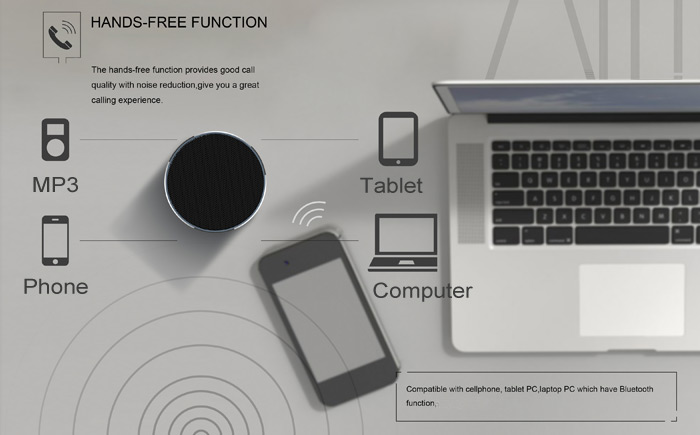 HANDS-FREE FUNCTION
The hands-free function provides good call
quality with noise reduction,give you a great
calling experience.
MP3
Tablet
Phone
Computer
Compatible with cellphone, tablet PC,laptop PC which have Bluetooth
function.